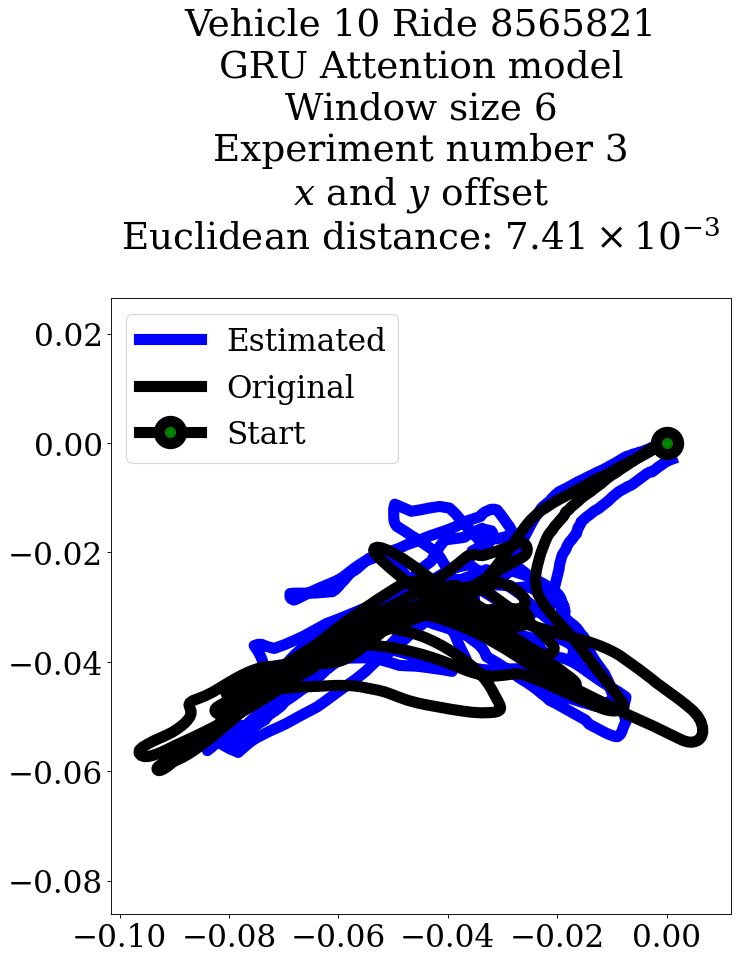 Vehicle 10 Ride 8565821
GRU Attention model
Window size 6
Experiment number 3
x and y offset
Euclidean distance: 7.41 × 10⁻³
Estimated
Original
Start
0.02
0.00
−0.02
−0.04
−0.06
−0.08
−0.10 −0.08 −0.06 −0.04 −0.02 0.00